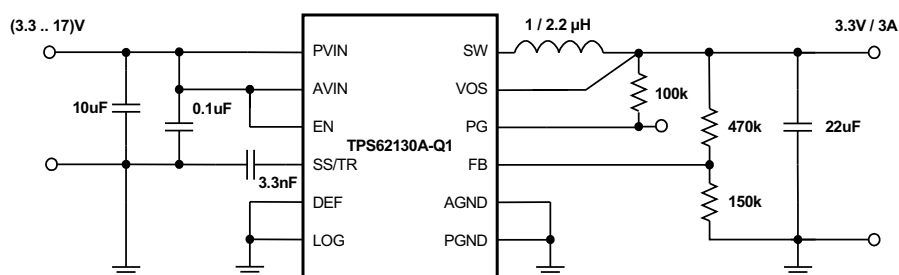 (3.3 .. 17)V
1 / 2.2 µH
3.3V / 3A
PVIN
SW
AVIN
VOS
10uF
0.1uF
100k
EN
PG
TPS62130A-Q1
470k
22uF
SS/TR
FB
3.3nF
DEF
AGND
150k
LOG
PGND